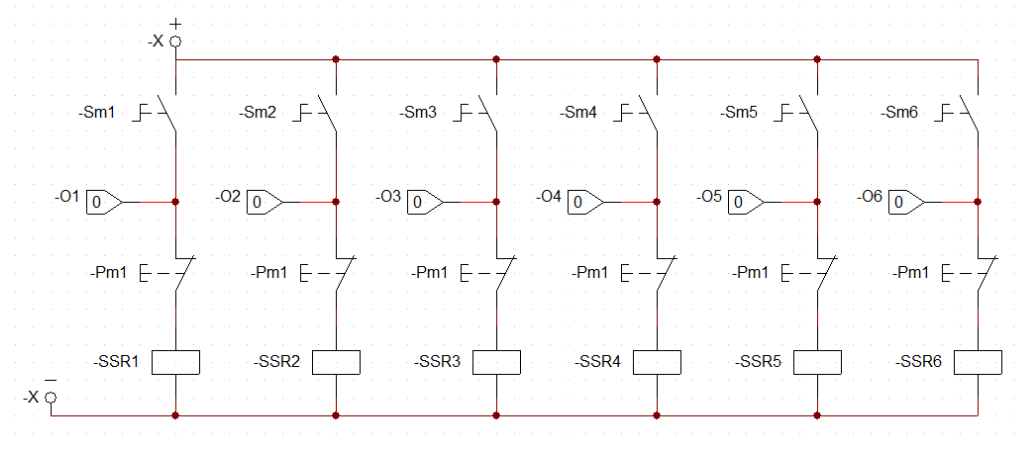 +
-X
-Sm1 -Sm2 -Sm3 -Sm4 -Sm5 -Sm6
-O1 0 -O2 0 -O3 0 -O4 0 -O5 0 -O6 0
-Pm1 -Pm1 -Pm1 -Pm1 -Pm1 -Pm1
-SSR1 -SSR2 -SSR3 -SSR4 -SSR5 -SSR6
−
-X